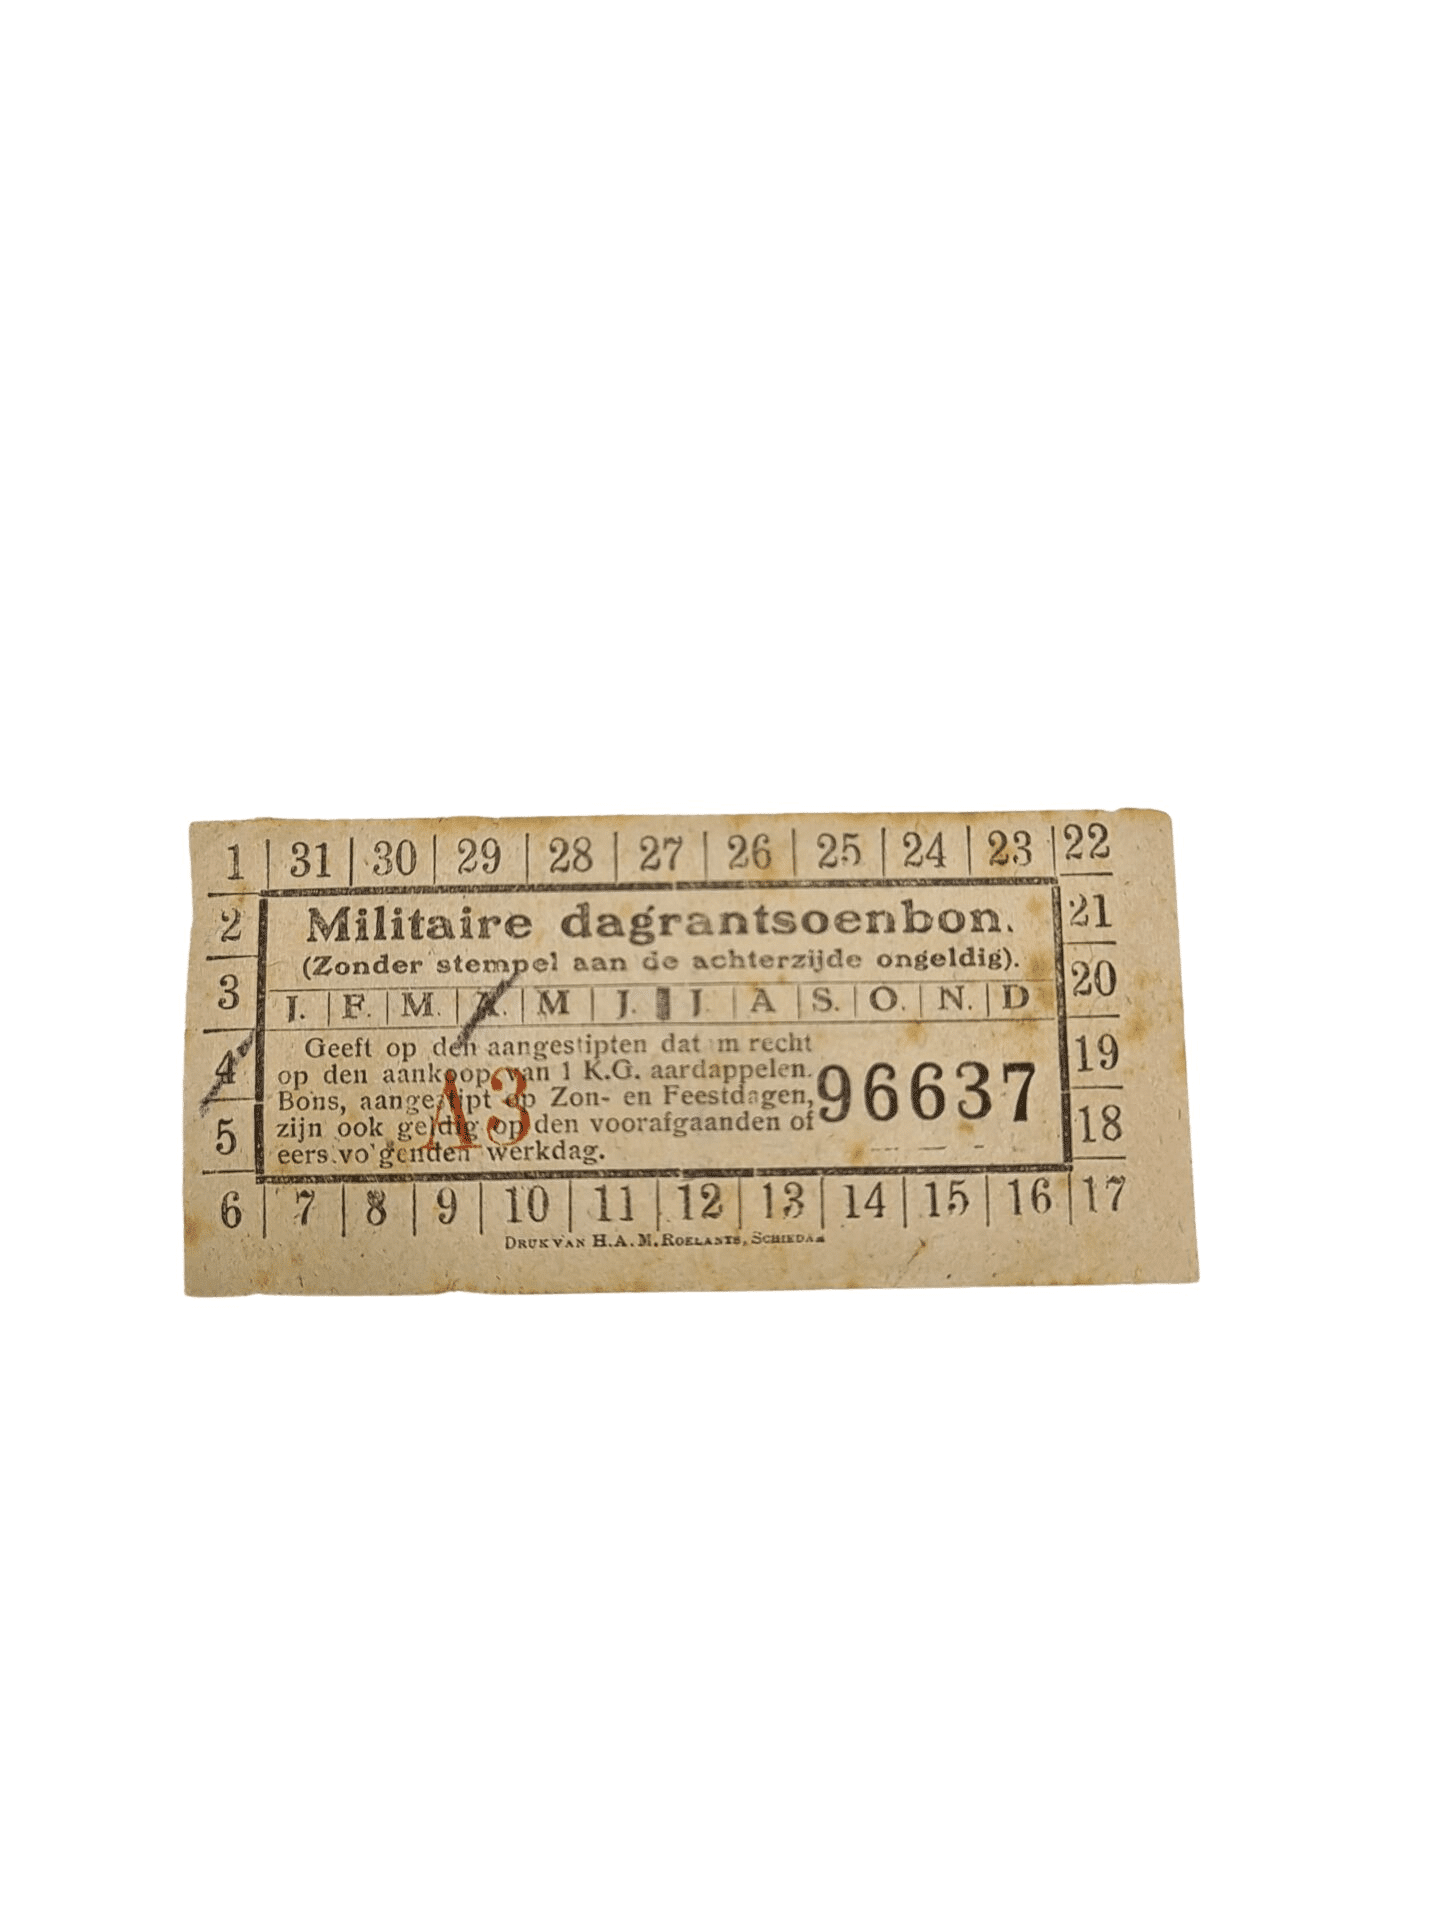 1 | 31 | 30 | 29 | 28 | 27 | 26 | 25 | 24 | 23 | 22
2
3
4
5
Militaire dagrantsoenbon.
(Zonder stempel aan de achterzijde ongeldig).
J. | F. | M. | A. | M | J. | J. | A | S. | O. | N. | D
Geeft op den aangestipten dat m recht
op den aankoop van 1 K.G. aardappelen.
Bons, aangestipt op Zon- en Feestdagen,
zijn ook geldig op den voorafgaanden of
eers.vo'genden werkdag.
A3
96637
21
20
19
18
6 | 7 | 8 | 9 | 10 | 11 | 12 | 13 | 14 | 15 | 16 | 17
DRUK VAN H.A.M. ROELANTS, SCHIEDAM